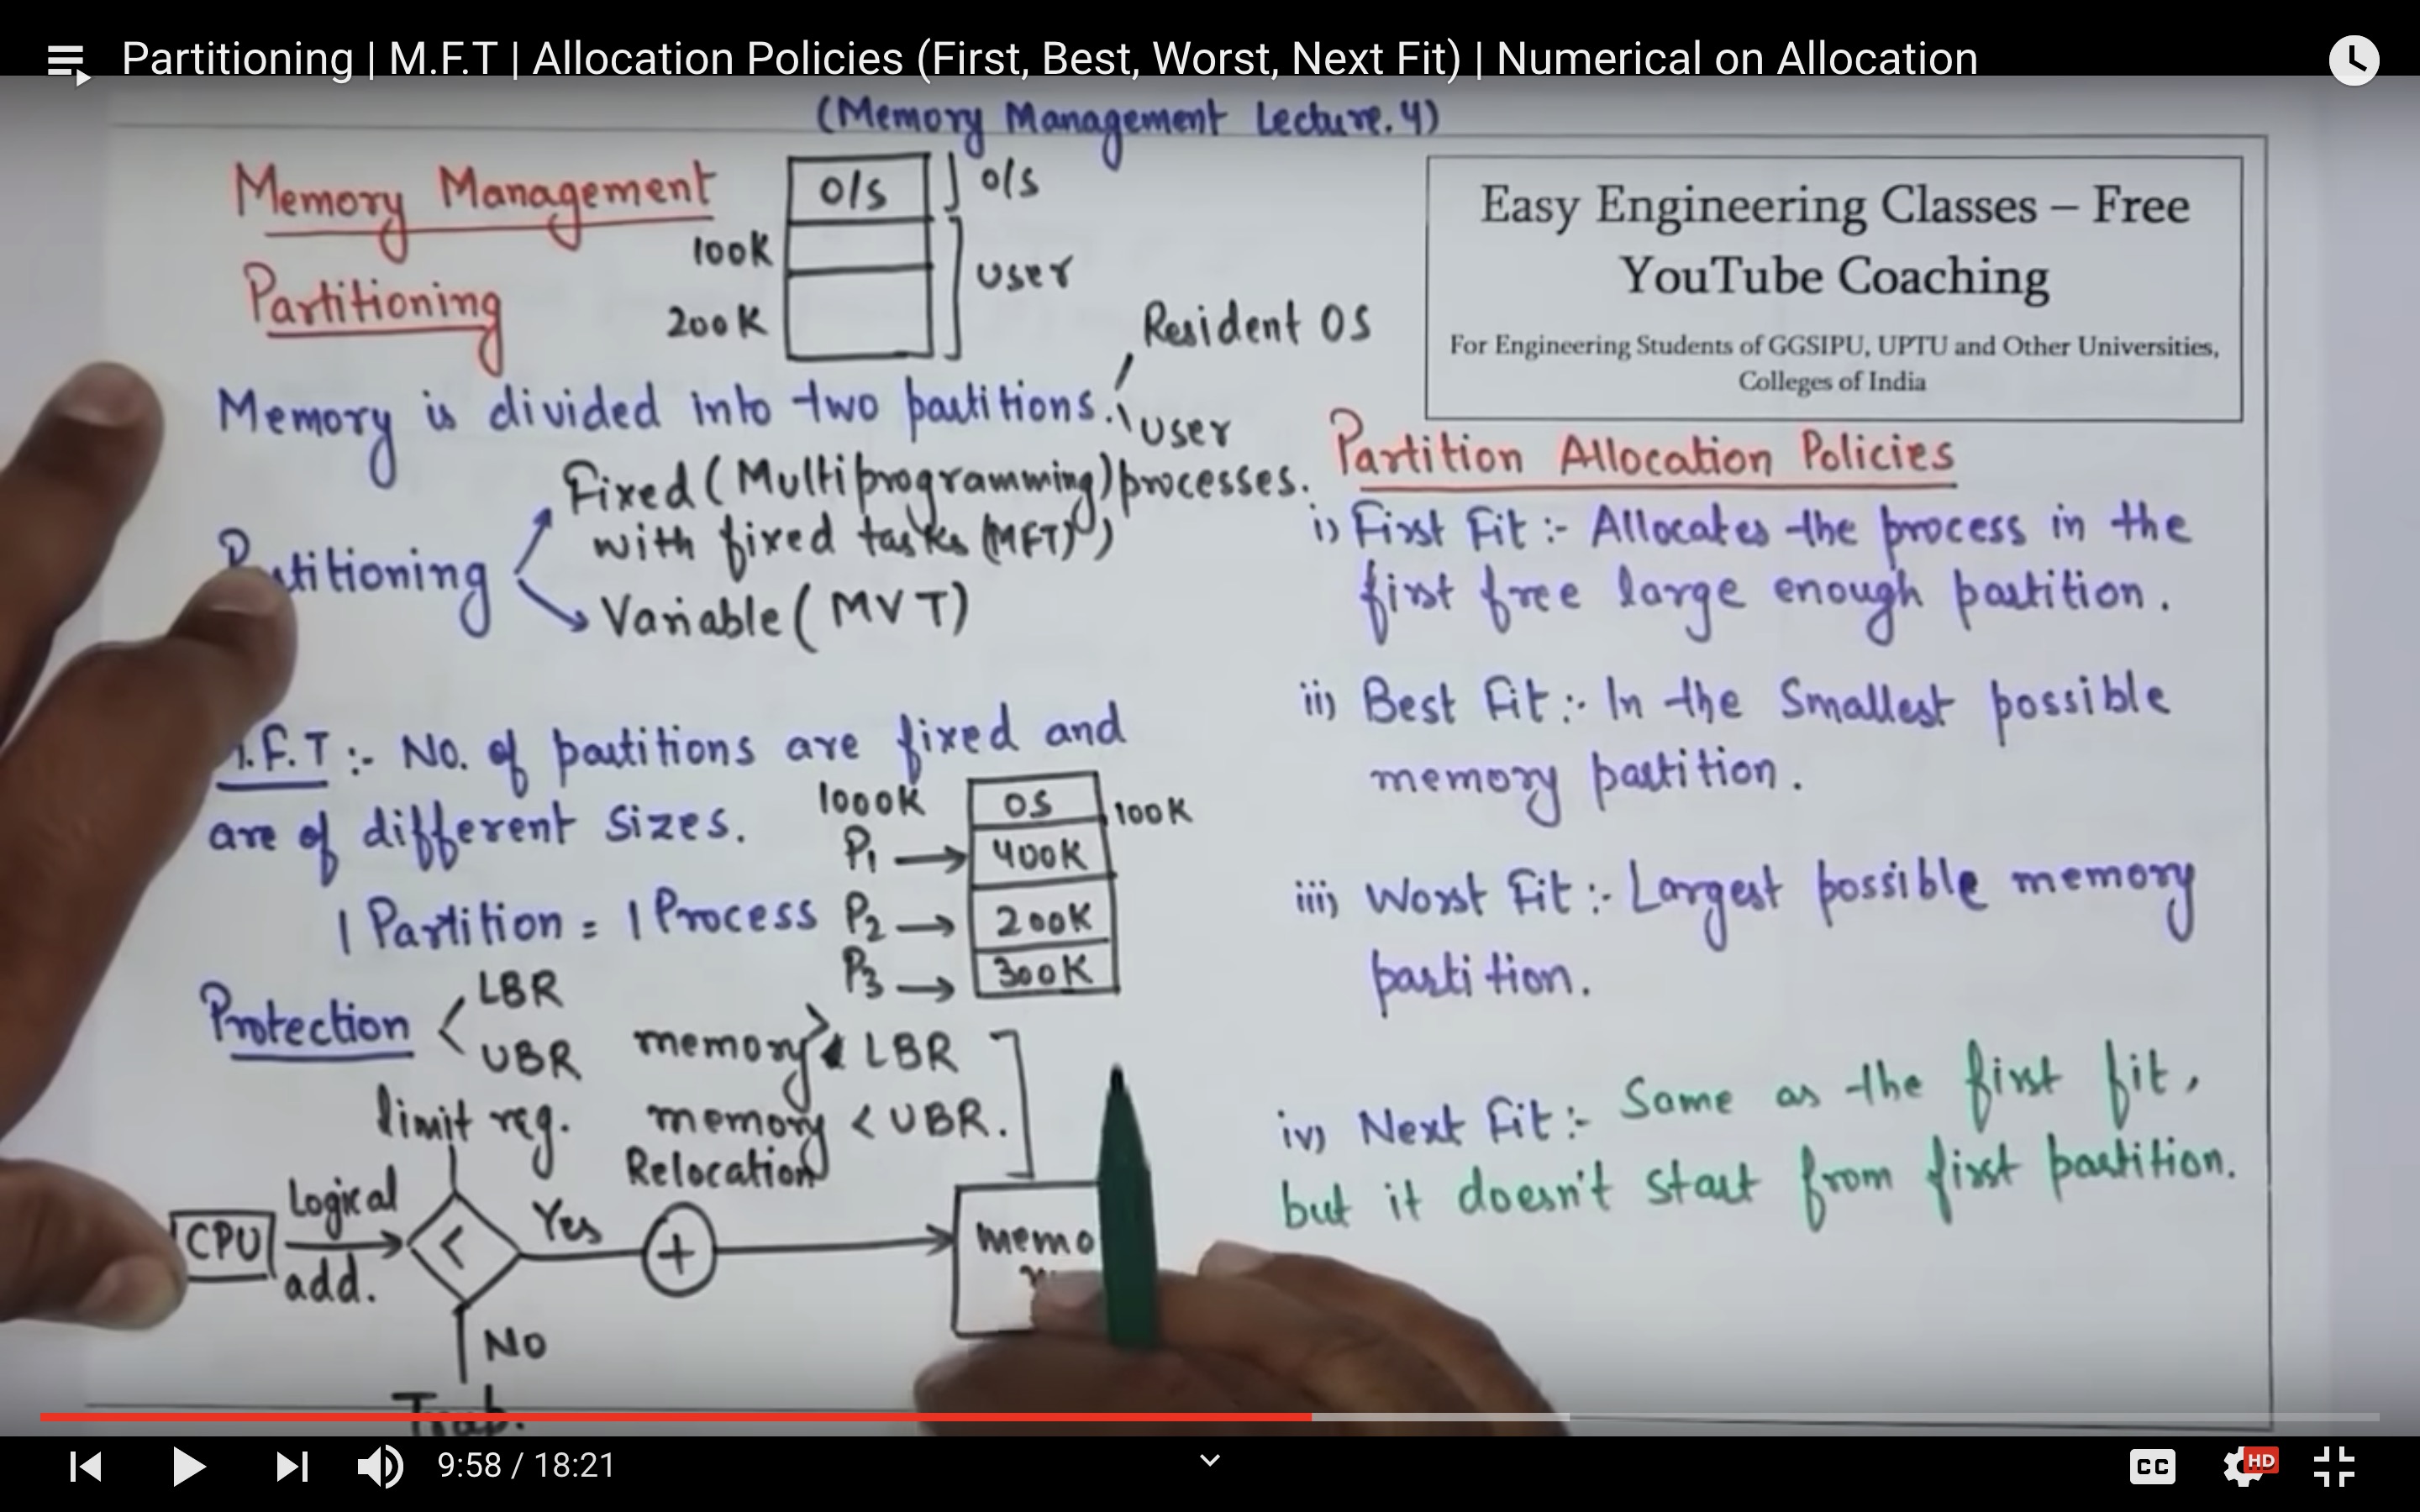 Partitioning | M.F.T | Allocation Policies (First, Best, Worst, Next Fit) | Numerical on Allocation
(Memory Management Lecture.4)
Memory Management
Partitioning
O/S
O/S
100K
200K
User
Resident OS
User
processes.
Memory is divided into two partitions.
Partitioning
Fixed (Multiprogramming)
with fixed tasks (MFT))
Variable (MVT)
.F.T :- No. of partitions are fixed and
are of different sizes.
1 Partition = 1 Process
1000K
OS
100K
P1
400K
P2
200K
P3
300K
Protection
LBR
UBR
memory > LBR
memory < UBR.
limit reg.
Relocation
CPU
Logical
add.
<
Yes
+
memo
No
Trap.
Easy Engineering Classes – Free
YouTube Coaching
For Engineering Students of GGSIPU, UPTU and Other Universities,
Colleges of India
Partition Allocation Policies
i) First Fit :- Allocates the process in the
first free large enough partition.
ii) Best Fit :- In the Smallest possible
memory partition.
iii) Worst Fit :- Largest possible memory
partition.
iv) Next Fit :- Same as the first fit,
but it doesn't start from first partition.
9:58 / 18:21
CC
HD